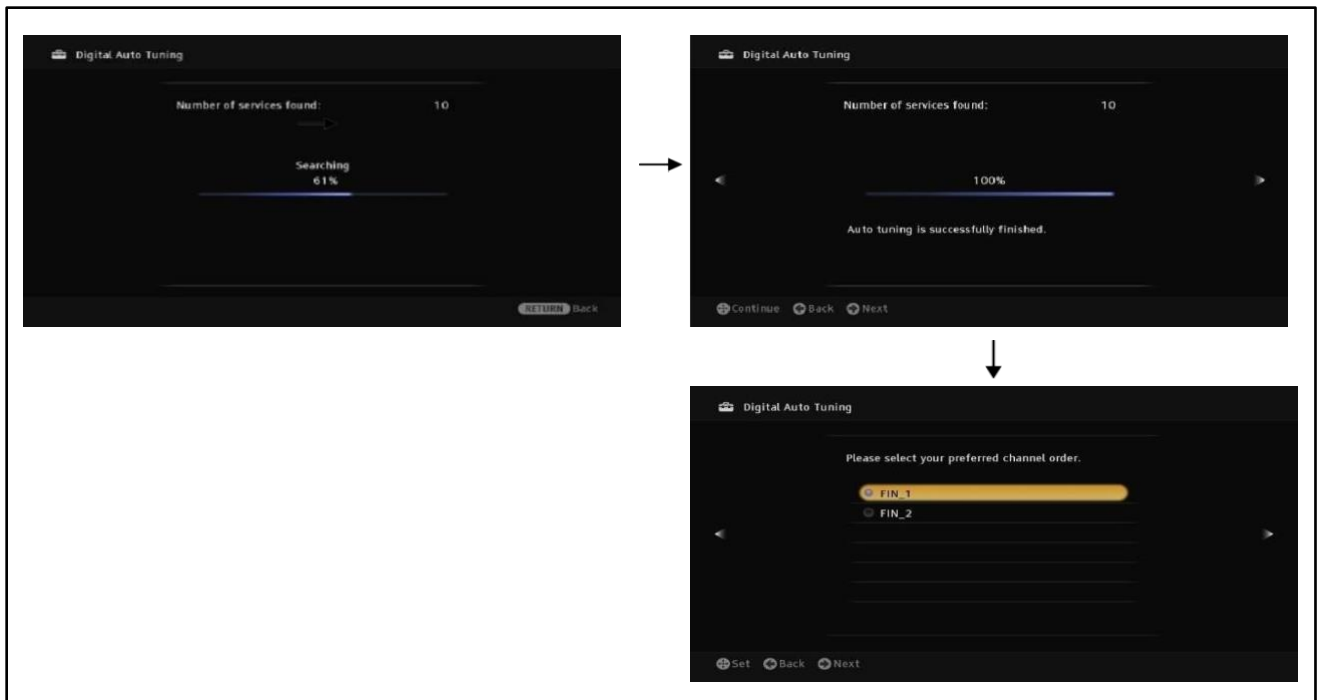 Digital Auto Tuning
Number of services found: 10
Searching
61%
RETURN Back
Digital Auto Tuning
Number of services found: 10
100%
Auto tuning is successfully finished.
Continue Back Next
Digital Auto Tuning
Please select your preferred channel order.
FIN_1
FIN_2
Set Back Next